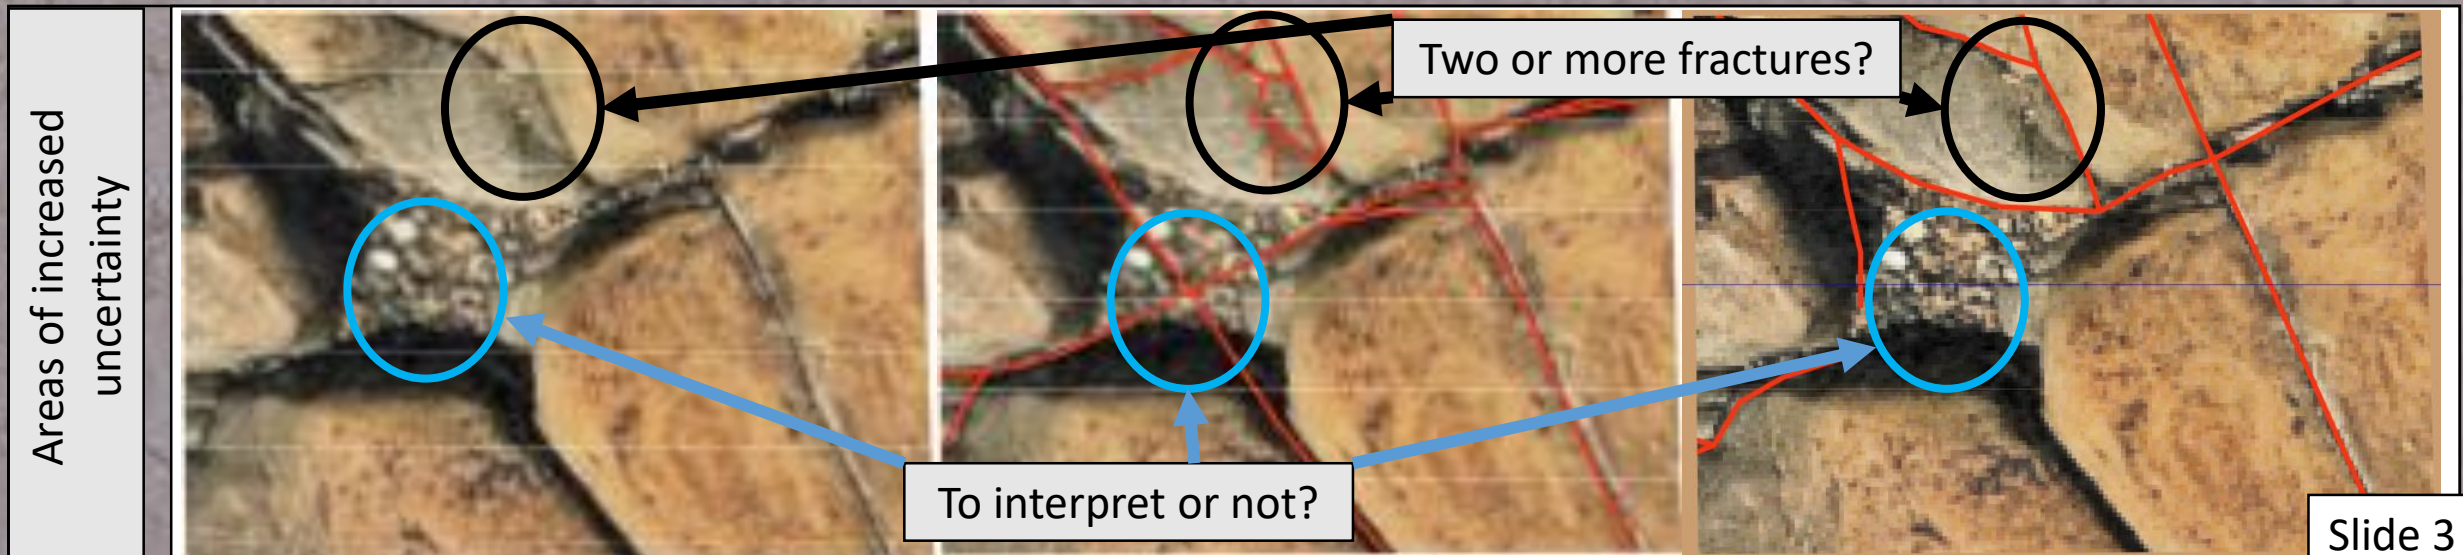 Areas of increased
uncertainty
Two or more fractures?
To interpret or not?
Slide 3